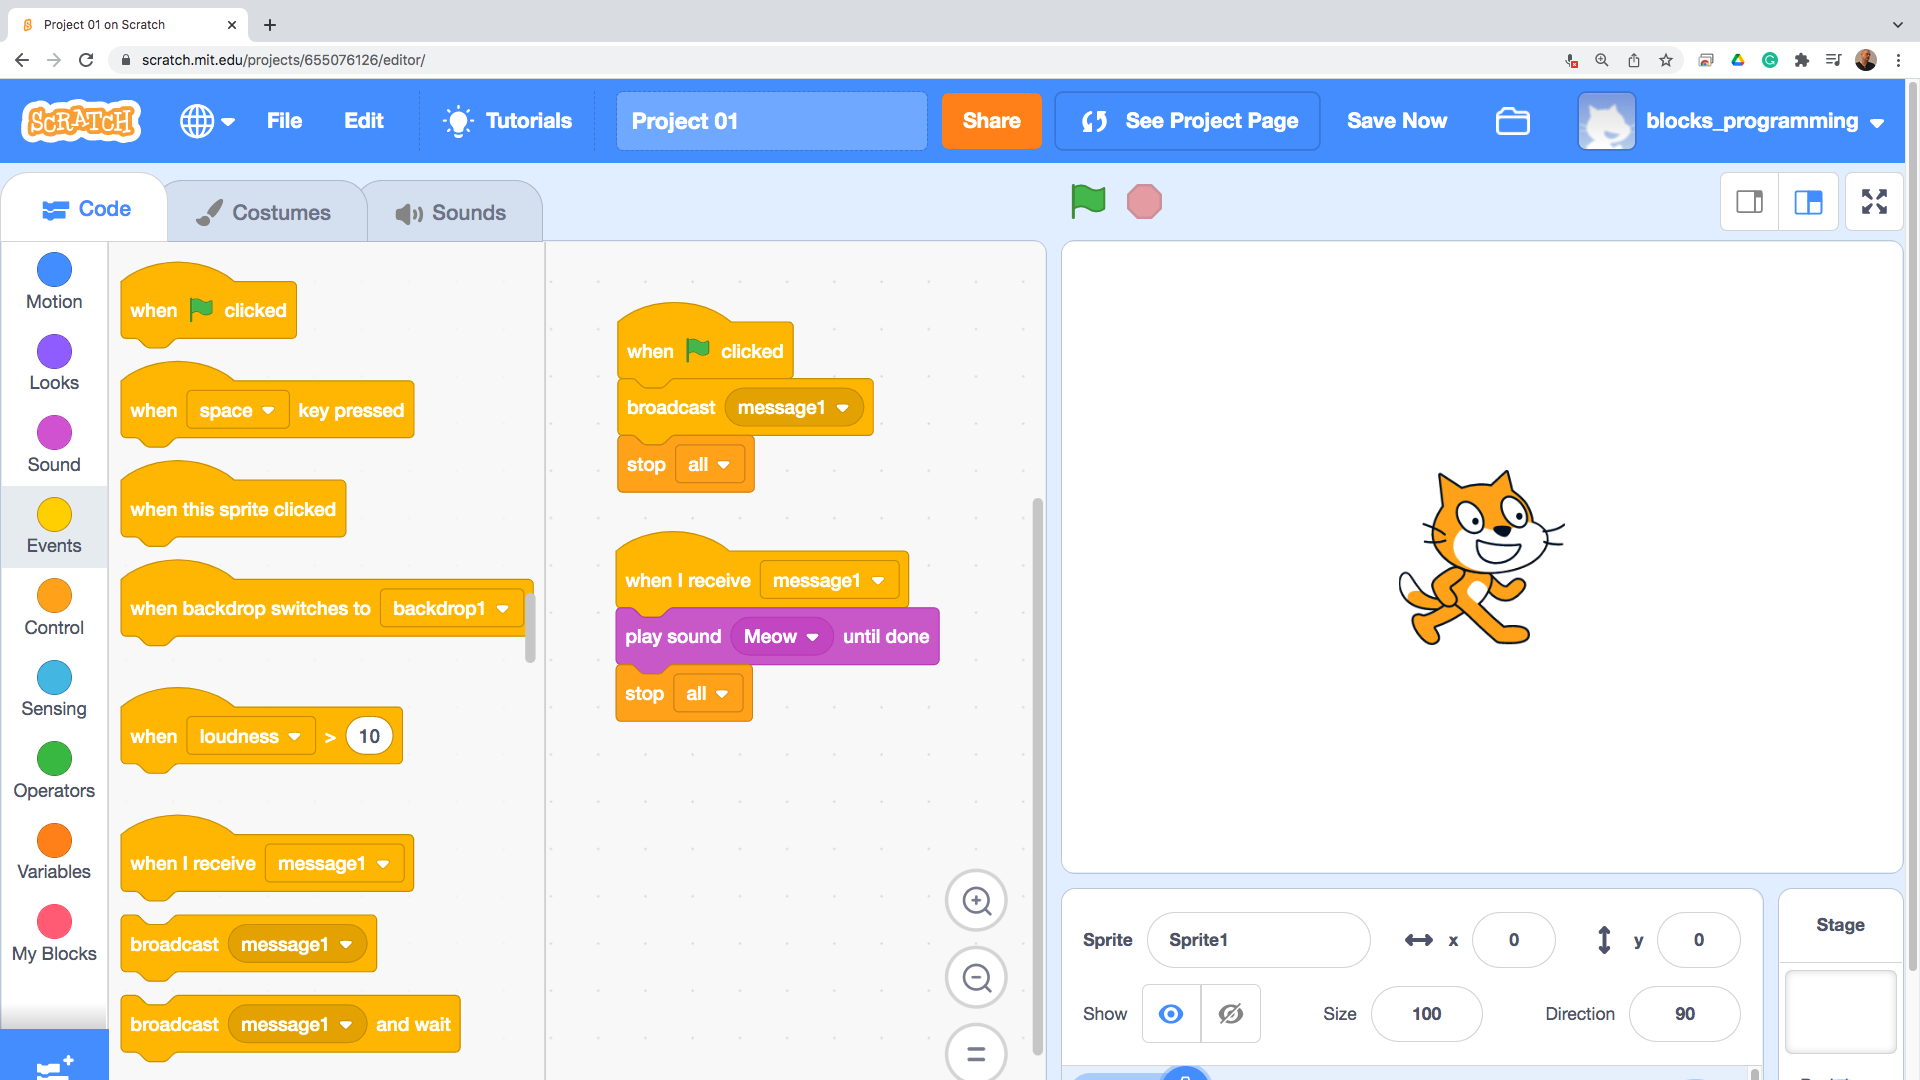 Project 01 on Scratch
scratch.mit.edu/projects/655076126/editor/
SCRATCH
File
Edit
Tutorials
Project 01
Share
See Project Page
Save Now
blocks_programming
Code
Costumes
Sounds
Motion
Looks
Sound
Events
Control
Sensing
Operators
Variables
My Blocks
when clicked
when space key pressed
when this sprite clicked
when backdrop switches to backdrop1
when loudness > 10
when I receive message1
broadcast message1
broadcast message1 and wait
when clicked
broadcast message1
stop all
when I receive message1
play sound Meow until done
stop all
Sprite Sprite1 x 0 y 0
Show Size 100 Direction 90
Stage